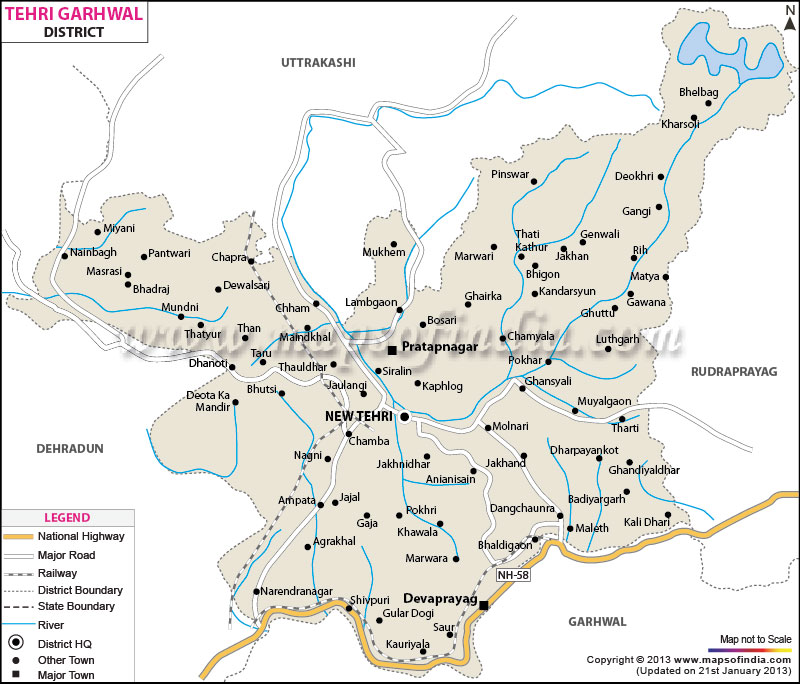 TEHRI GARHWAL
DISTRICT
N
UTTRAKASHI
Bhelbag
Kharsoli
Pinswar
Deokhri
Gangi
Miyani
Nainbagh
Pantwari
Masrasi
Bhadraj
Chapra
Dewalsari
Mukhem
Marwari
Thati
Kathur
Genwali
Jakhan
Bhigon
Rih
Matya
Mundni
Thatyur
Than
Chham
Lambgaon
Ghairka
Kandarsyun
Gawana
Ghuttu
Bosari
Maindkhal
www.mapsofindia.com
Pratapnagar
Chamyala
Luthgarh
Dhanoti
Taru
Thauldhar
Siralin
Pokhar
RUDRAPRAYAG
Deota Ka
Mandir
Bhutsi
Jaulangi
Kaphlog
Ghansyali
Muyalgaon
NEW TEHRI
Molnari
Tharti
DEHRADUN
Chamba
Nagni
Jakhnidhar
Anianisain
Jakhand
Dharpayankot
Ghandiyaldhar
Ampata
Jajal
Gaja
Pokhri
Khawala
Dangchaunra
Badiyargarh
Maleth
Kali Dhari
Agrakhal
Marwara
Bhaldigaon
NH-58
Narendranagar
Shivpuri
Devaprayag
Gular Dogi
Saur
Kauriyala
GARHWAL
LEGEND
National Highway
Major Road
Railway
District Boundary
State Boundary
River
District HQ
Other Town
Major Town
Map not to Scale
Copyright © 2013 www.mapsofindia.com
(Updated on 21st January 2013)